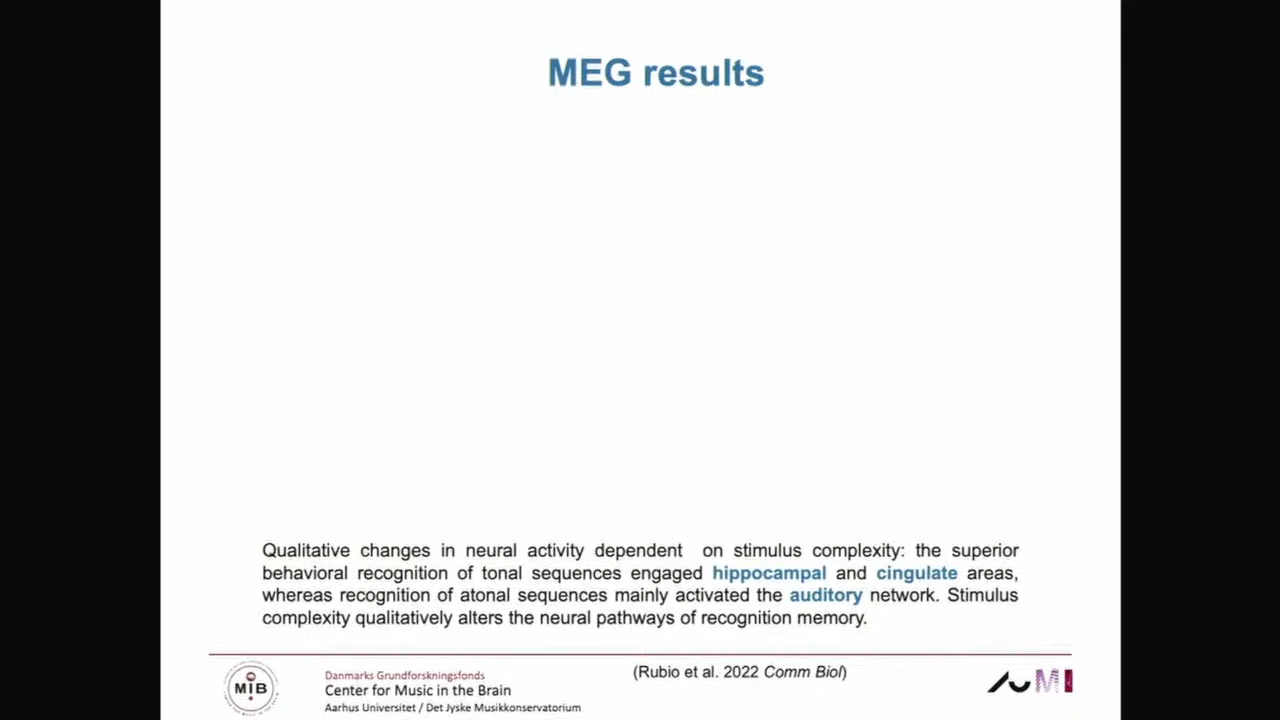 MEG results
Qualitative changes in neural activity dependent on stimulus complexity: the superior
behavioral recognition of tonal sequences engaged hippocampal and cingulate areas,
whereas recognition of atonal sequences mainly activated the auditory network. Stimulus
complexity qualitatively alters the neural pathways of recognition memory.
(Rubio et al. 2022 Comm Biol)
MIB
Danmarks Grundforskningsfonds
Center for Music in the Brain
Aarhus Universitet / Det Jyske Musikkonservatorium